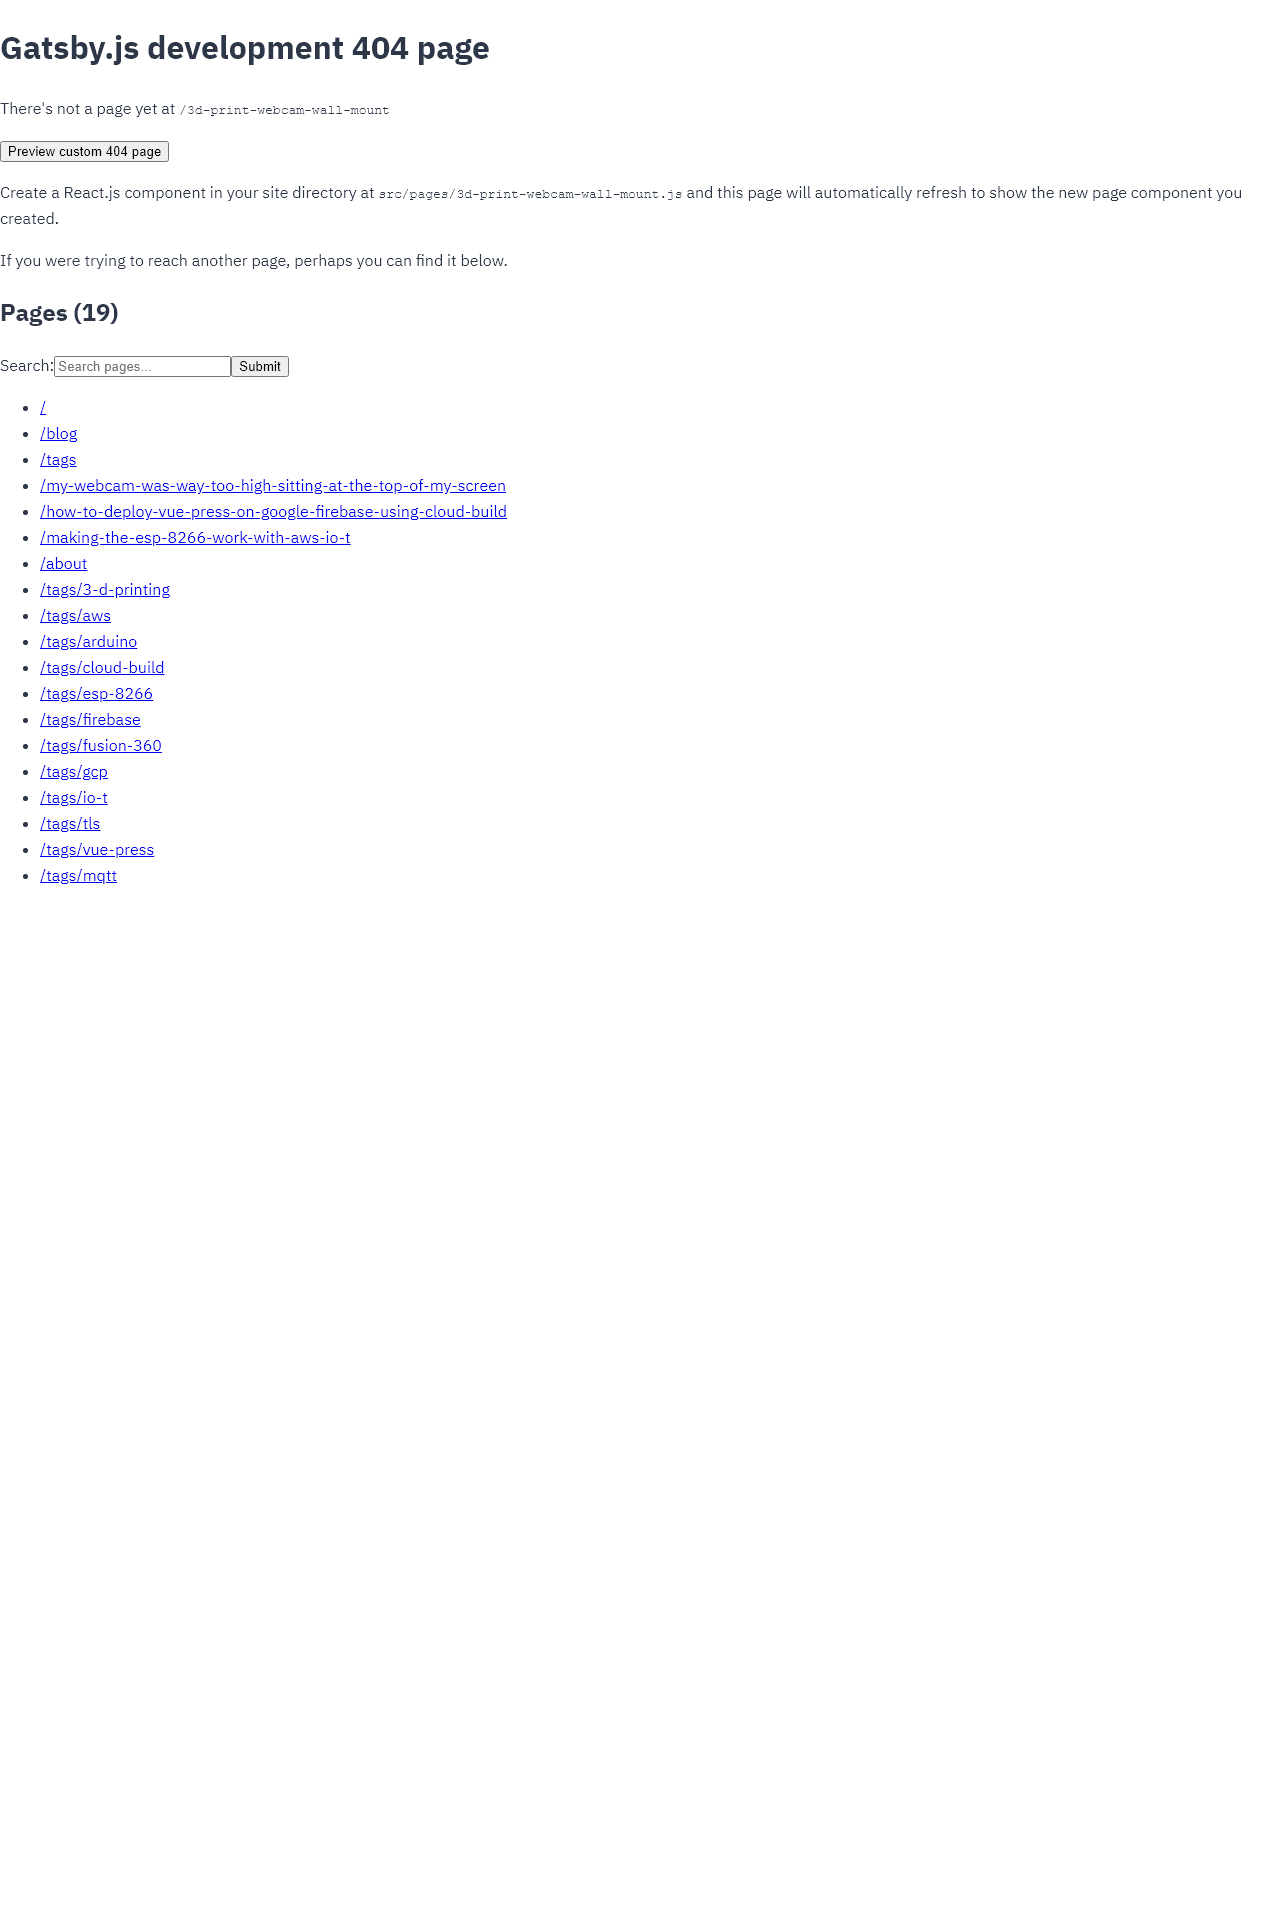 Gatsby.js development 404 page
There's not a page yet at /3d-print-webcam-wall-mount
Preview custom 404 page
Create a React.js component in your site directory at src/pages/3d-print-webcam-wall-mount.js and this page will automatically refresh to show the new page component you
created.
If you were trying to reach another page, perhaps you can find it below.
Pages (19)
Search: Search pages... Submit
/
/blog
/tags
/my-webcam-was-way-too-high-sitting-at-the-top-of-my-screen
/how-to-deploy-vue-press-on-google-firebase-using-cloud-build
/making-the-esp-8266-work-with-aws-io-t
/about
/tags/3-d-printing
/tags/aws
/tags/arduino
/tags/cloud-build
/tags/esp-8266
/tags/firebase
/tags/fusion-360
/tags/gcp
/tags/io-t
/tags/tls
/tags/vue-press
/tags/mqtt